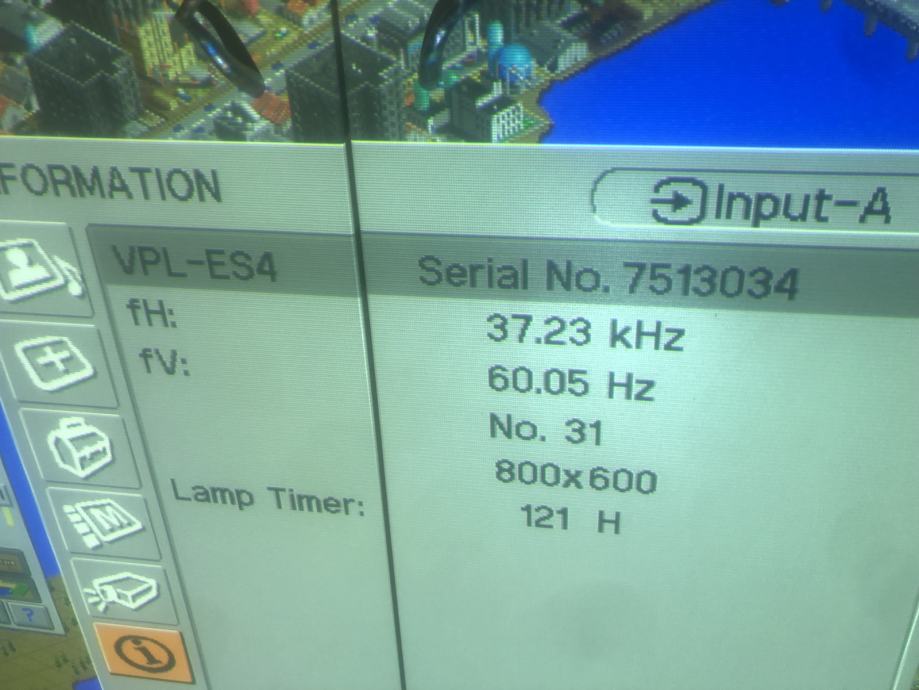 FORMATION
Input-A
VPL-ES4 Serial No. 7513034
fH: 37.23 kHz
fV: 60.05 Hz
No. 31
800x600
Lamp Timer: 121 H
M
i
?